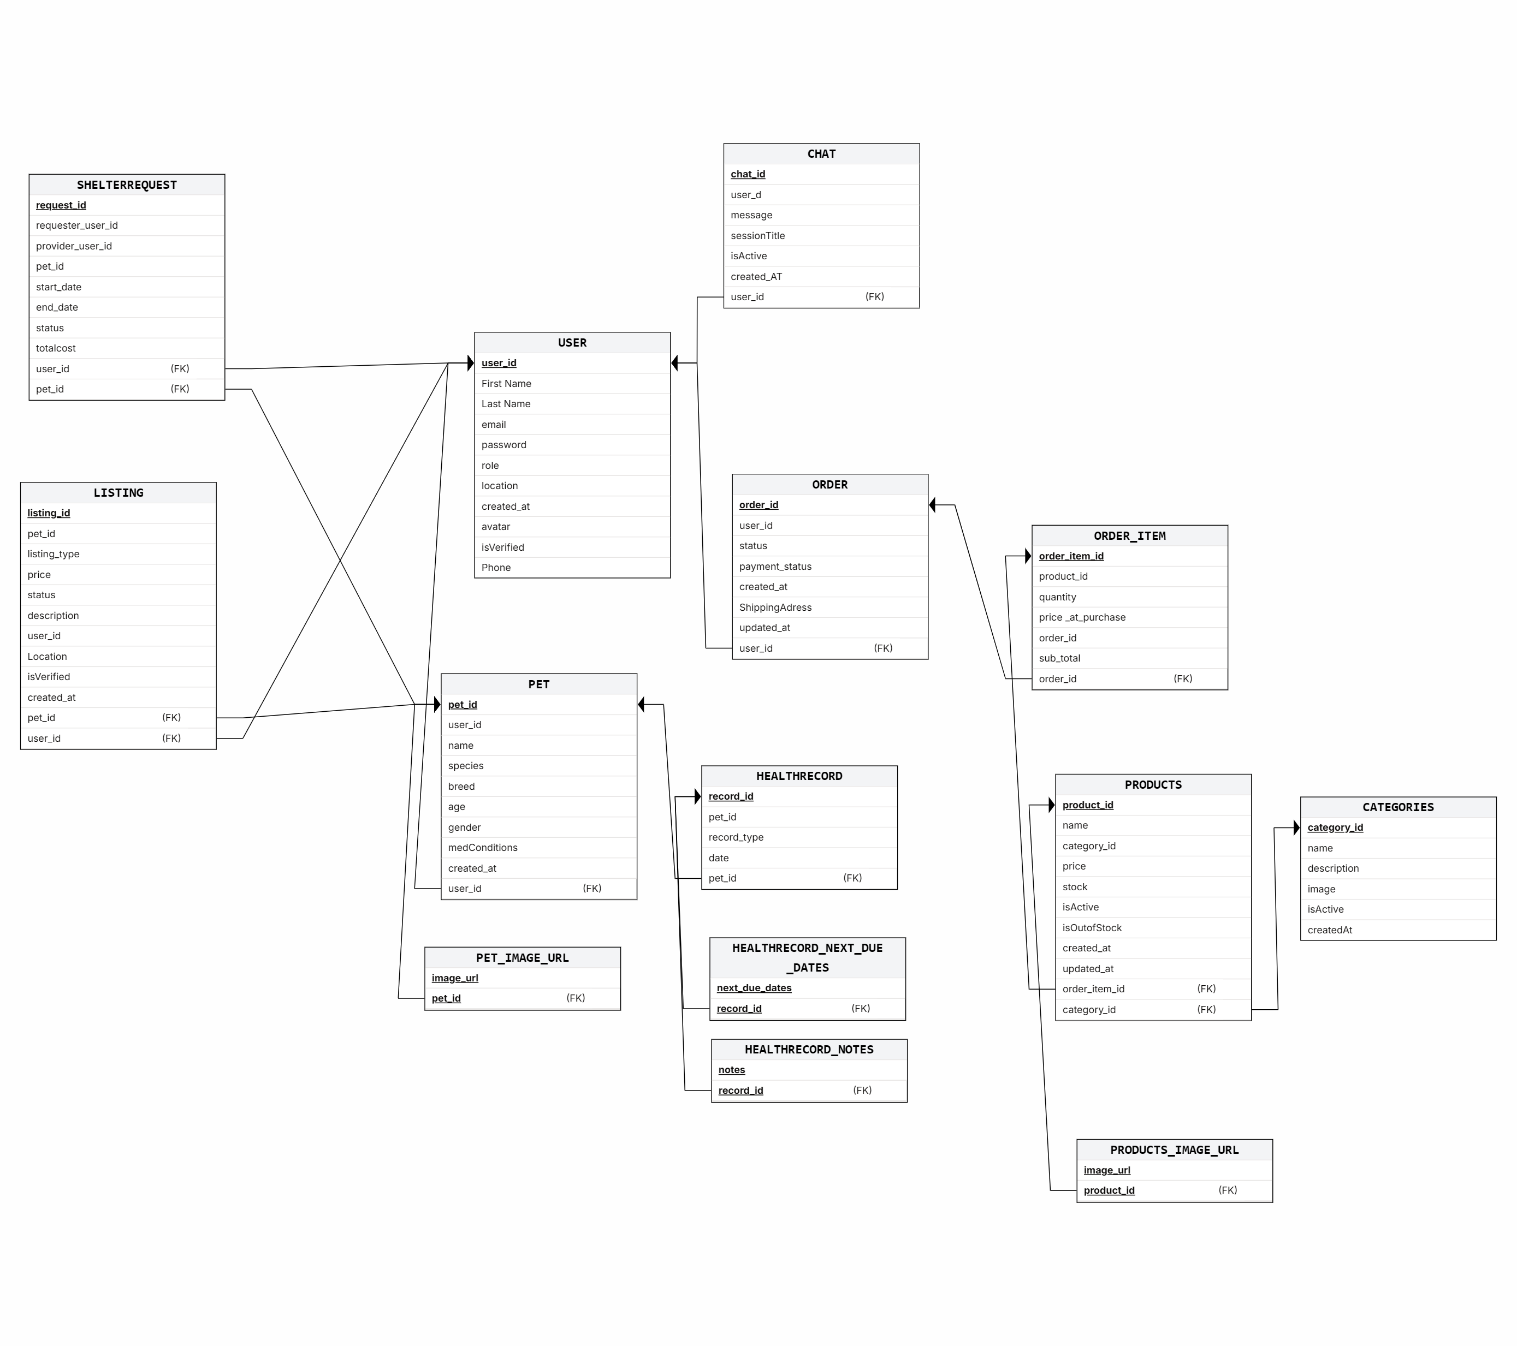 SHELTERREQUEST
request_id
requester_user_id
provider_user_id
pet_id
start_date
end_date
status
totalcost
user_id (FK)
pet_id (FK)
LISTING
listing_id
pet_id
listing_type
price
status
description
user_id
Location
isVerified
created_at
pet_id (FK)
user_id (FK)
USER
user_id
First Name
Last Name
email
password
role
location
created_at
avatar
isVerified
Phone
PET
pet_id
user_id
name
species
breed
age
gender
medConditions
created_at
user_id (FK)
PET_IMAGE_URL
image_url
pet_id (FK)
CHAT
chat_id
user_d
message
sessionTitle
isActive
created_AT
user_id (FK)
ORDER
order_id
user_id
status
payment_status
created_at
ShippingAdress
updated_at
user_id (FK)
HEALTHRECORD
record_id
pet_id
record_type
date
pet_id (FK)
HEALTHRECORD_NEXT_DUE
_DATES
next_due_dates
record_id (FK)
HEALTHRECORD_NOTES
notes
record_id (FK)
ORDER_ITEM
order_item_id
product_id
quantity
price _at_purchase
order_id
sub_total
order_id (FK)
PRODUCTS
product_id
name
category_id
price
stock
isActive
isOutofStock
created_at
updated_at
order_item_id (FK)
category_id (FK)
CATEGORIES
category_id
name
description
image
isActive
createdAt
PRODUCTS_IMAGE_URL
image_url
product_id (FK)